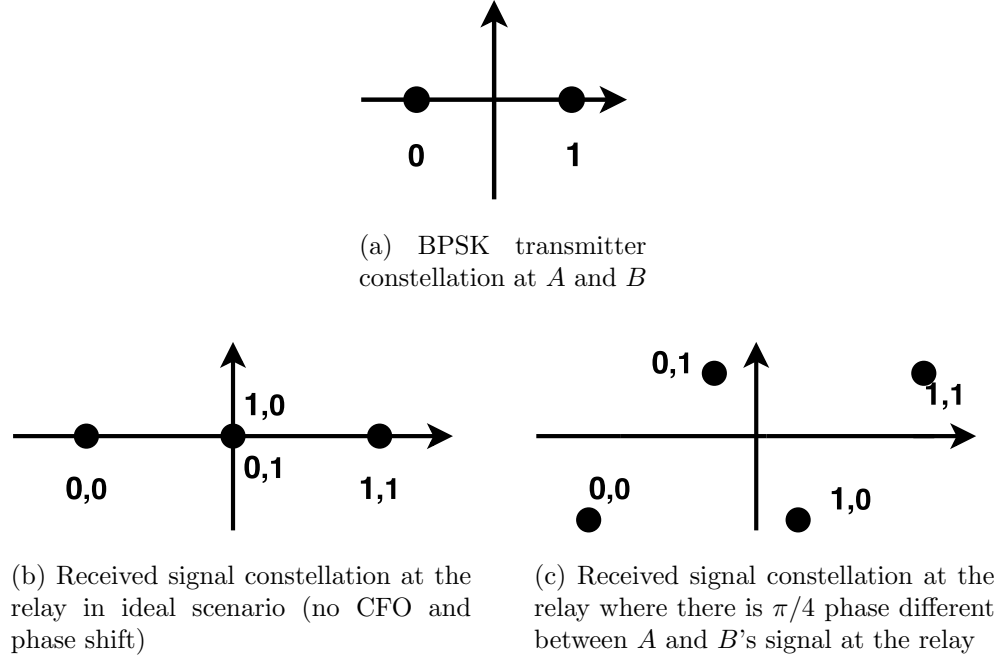 0
1
(a) BPSK transmitter
constellation at A and B
1,0
0,1
0,0
1,1
(b) Received signal constellation at the
relay in ideal scenario (no CFO and
phase shift)
0,1
1,1
0,0
1,0
(c) Received signal constellation at the
relay where there is π/4 phase different
between A and B's signal at the relay